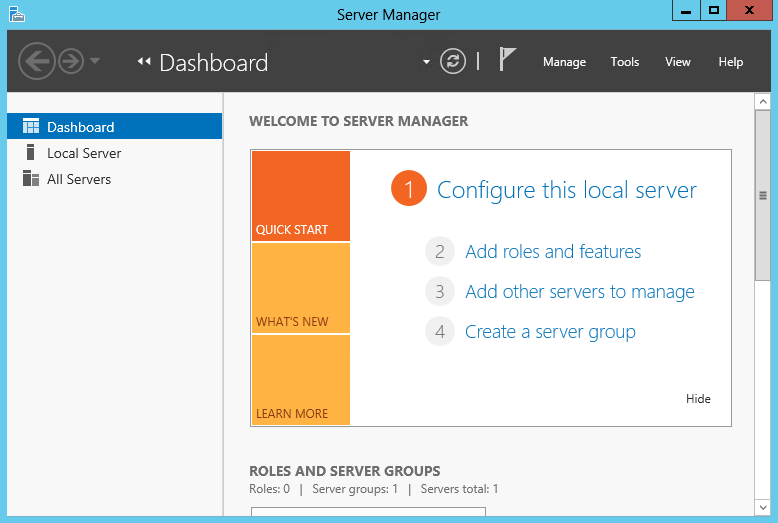 Server Manager
Dashboard
Manage Tools View Help
Dashboard
Local Server
All Servers
WELCOME TO SERVER MANAGER
QUICK START
WHAT'S NEW
LEARN MORE
1 Configure this local server
2 Add roles and features
3 Add other servers to manage
4 Create a server group
Hide
ROLES AND SERVER GROUPS
Roles: 0 | Server groups: 1 | Servers total: 1